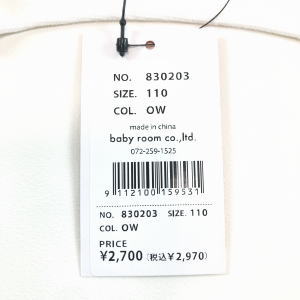 NO. 830203
SIZE. 110
COL. OW
made in china
baby room co.,ltd.
072-259-1525
9 112100 159531
NO. 830203 SIZE. 110
COL. OW
PRICE
¥2,700 (税込¥2,970)